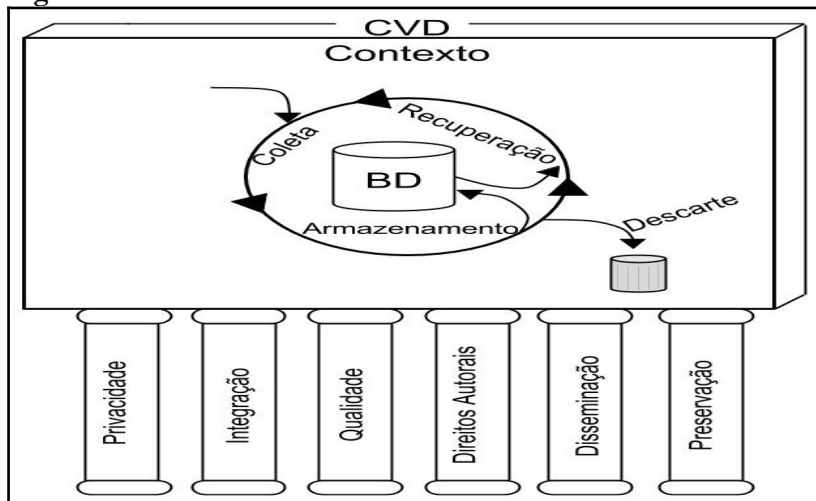 CVD
Contexto
Coleta
Recuperação
BD
Armazenamento
Descarte
Privacidade
Integração
Qualidade
Direitos Autorais
Disseminação
Preservação